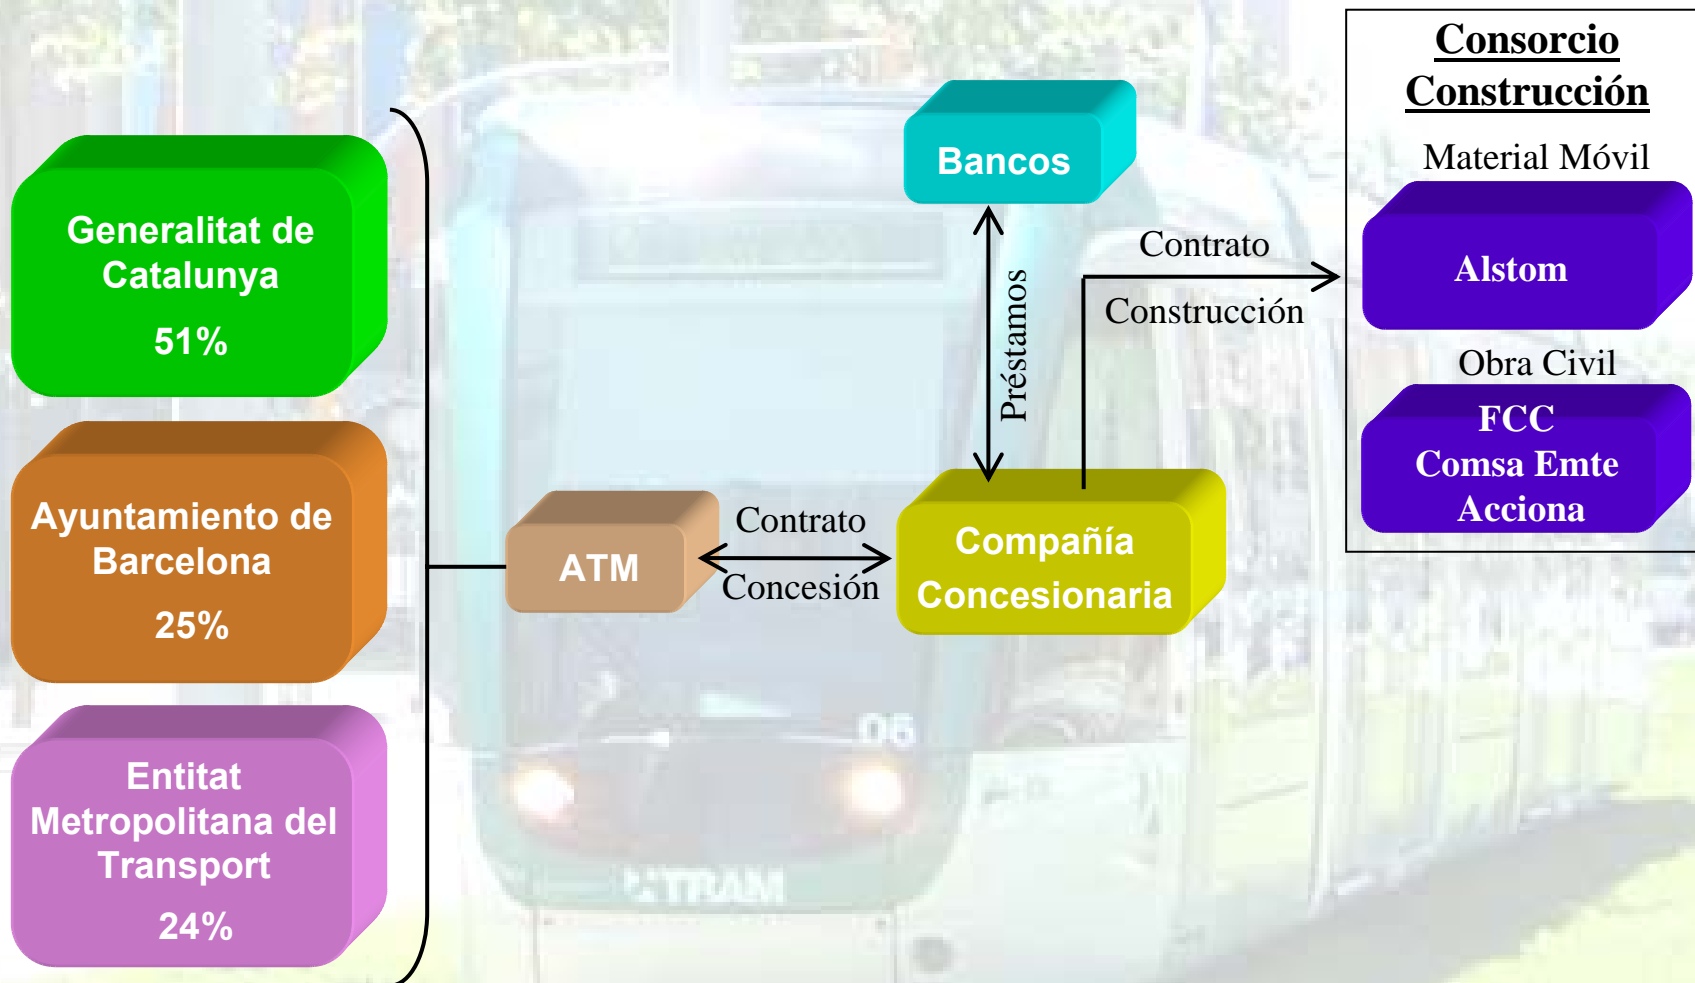 Generalitat de
Catalunya
51%
Ayuntamiento de
Barcelona
25%
Entitat
Metropolitana del
Transport
24%
ATM
Contrato
Concesión
Bancos
Préstamos
Compañía
Concesionaria
Contrato
Construcción
Consorcio
Construcción
Material Móvil
Alstom
Obra Civil
FCC
Comsa Emte
Acciona
05
TRAM